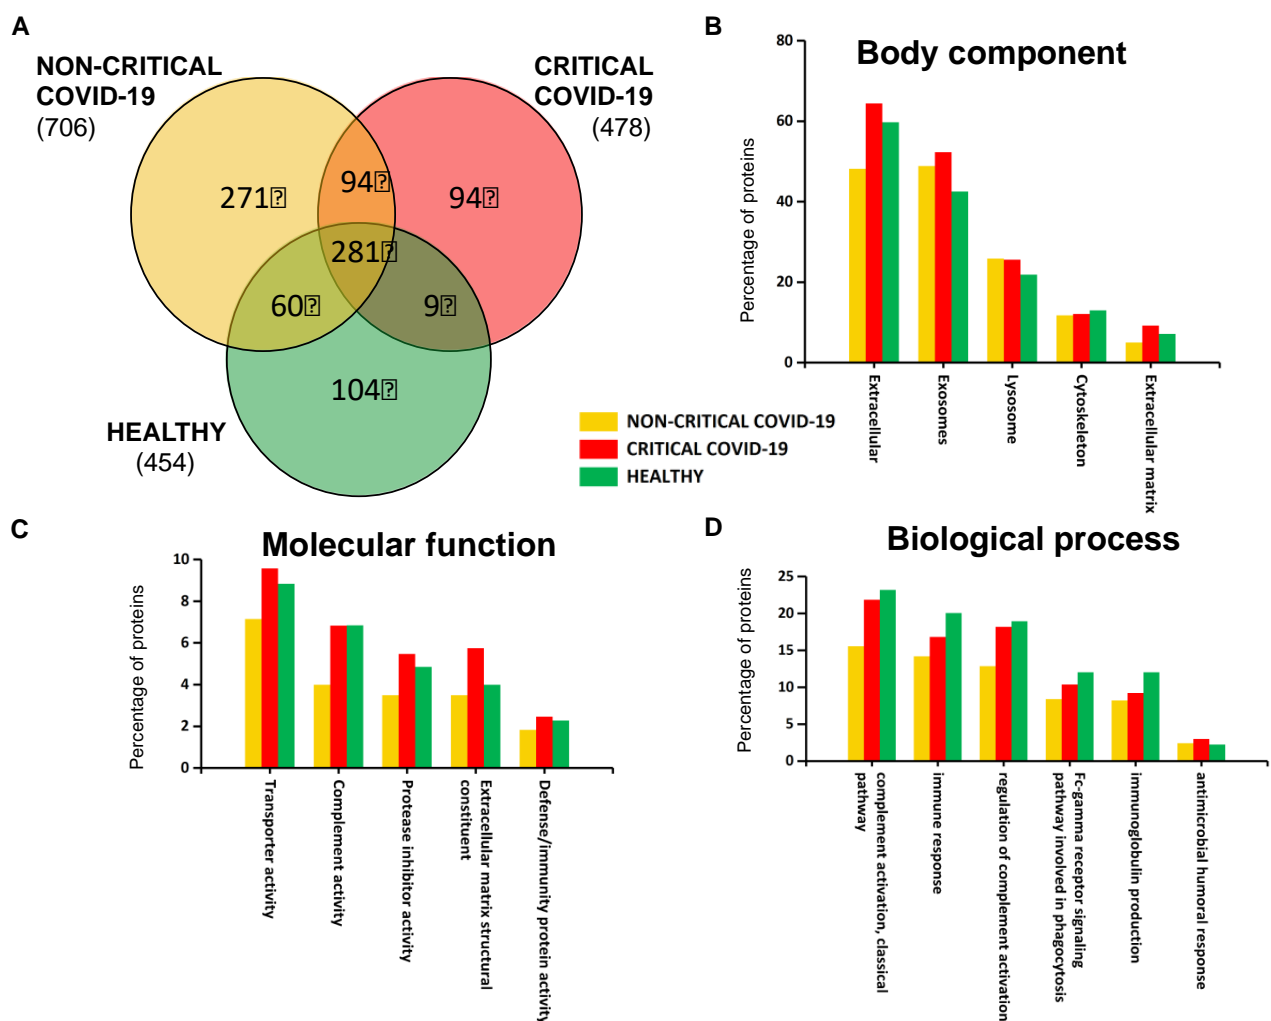 A
NON-CRITICAL
COVID-19
(706)
CRITICAL
COVID-19
(478)
271
94
94
281
60
9
104
HEALTHY
(454)
B
Body component
Percentage of proteins
80
60
40
20
0
Extracellular
Exosomes
Lysosome
Cytoskeleton
Extracellular matrix
NON-CRITICAL COVID-19
CRITICAL COVID-19
HEALTHY
C
Molecular function
Percentage of proteins
10
8
6
4
2
0
Transporter activity
Complement activity
Protease inhibitor activity
Extracellular matrix structural
constituent
Defense/immunity protein activity
D
Biological process
Percentage of proteins
25
20
15
10
5
0
complement activation, classical
pathway
immune response
regulation of complement activation
Fc-gamma receptor signaling
pathway involved in phagocytosis
immunoglobulin production
antimicrobial humoral response